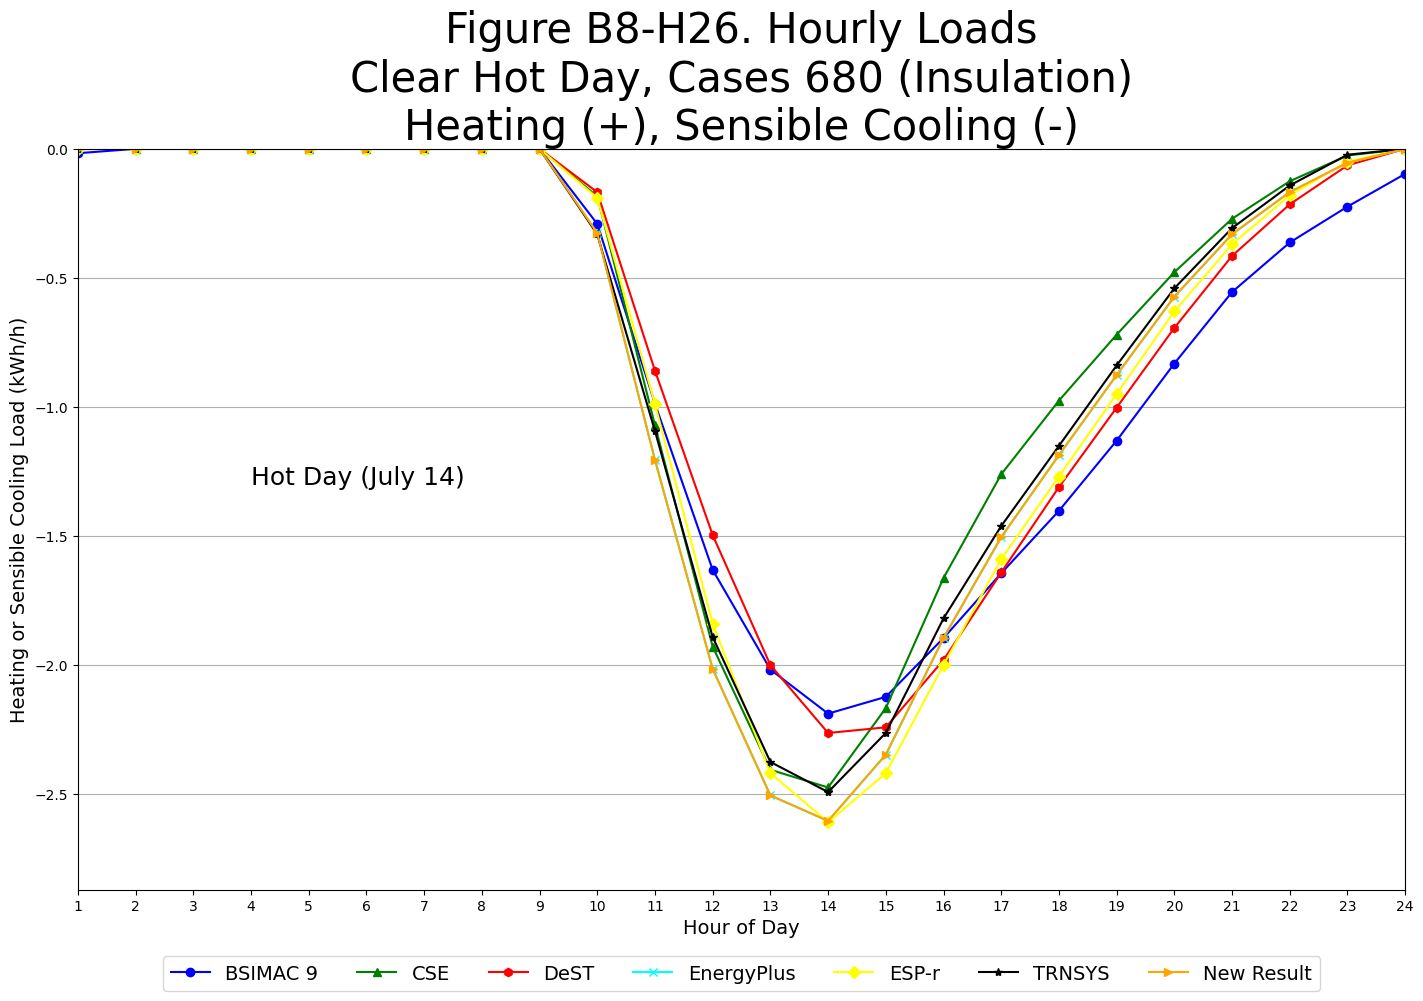 Figure B8-H26. Hourly Loads
Clear Hot Day, Cases 680 (Insulation)
Heating (+), Sensible Cooling (-)
Heating or Sensible Cooling Load (kWh/h)
0.0
−0.5
−1.0
−1.5
−2.0
−2.5
Hot Day (July 14)
1 2 3 4 5 6 7 8 9 10 11 12 13 14 15 16 17 18 19 20 21 22 23 24
Hour of Day
BSIMAC 9 CSE DeST EnergyPlus ESP-r TRNSYS New Result